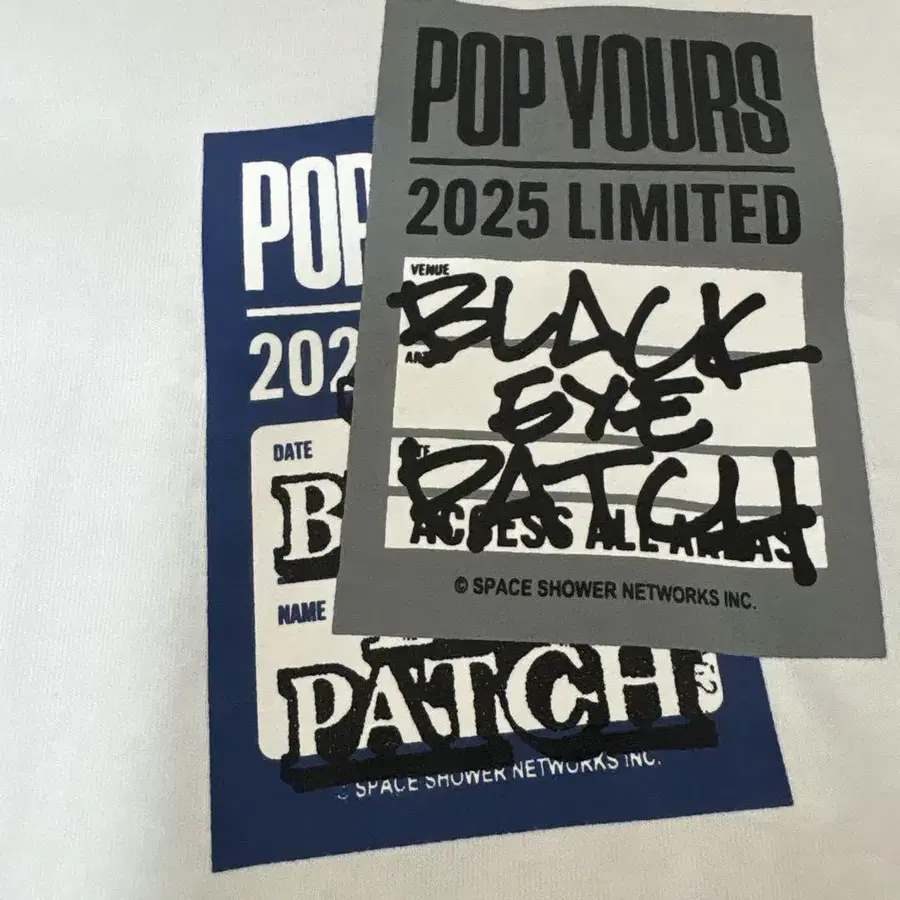 POP YOURS
2025 LIMITED
VENUE
BLACK
EYE
PATCH
ACCESS ALL AREAS
© SPACE SHOWER NETWORKS INC.
POP
202
DATE
B
NAME
PATCH
© SPACE SHOWER NETWORKS INC.